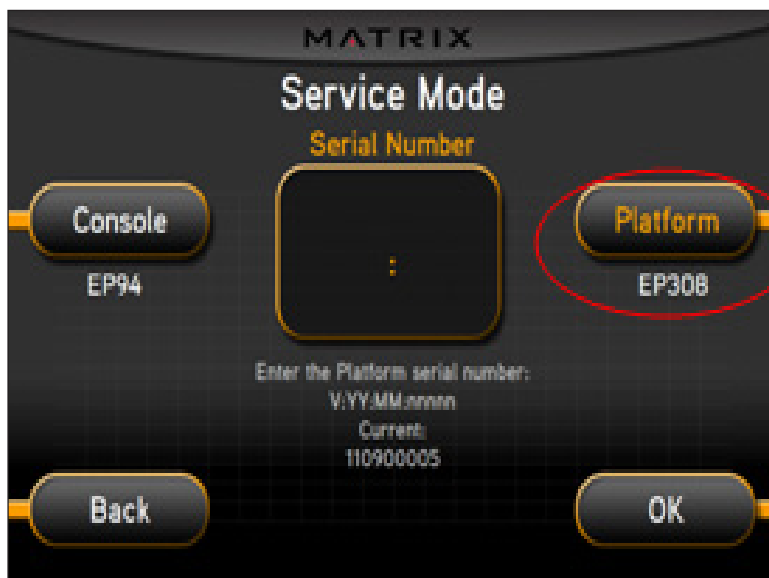 MATRIX
Service Mode
Serial Number
Console
Platform
:
EP94
EP308
Enter the Platform serial number:
V:YY:MM:nnnnn
Current:
110900005
Back
OK